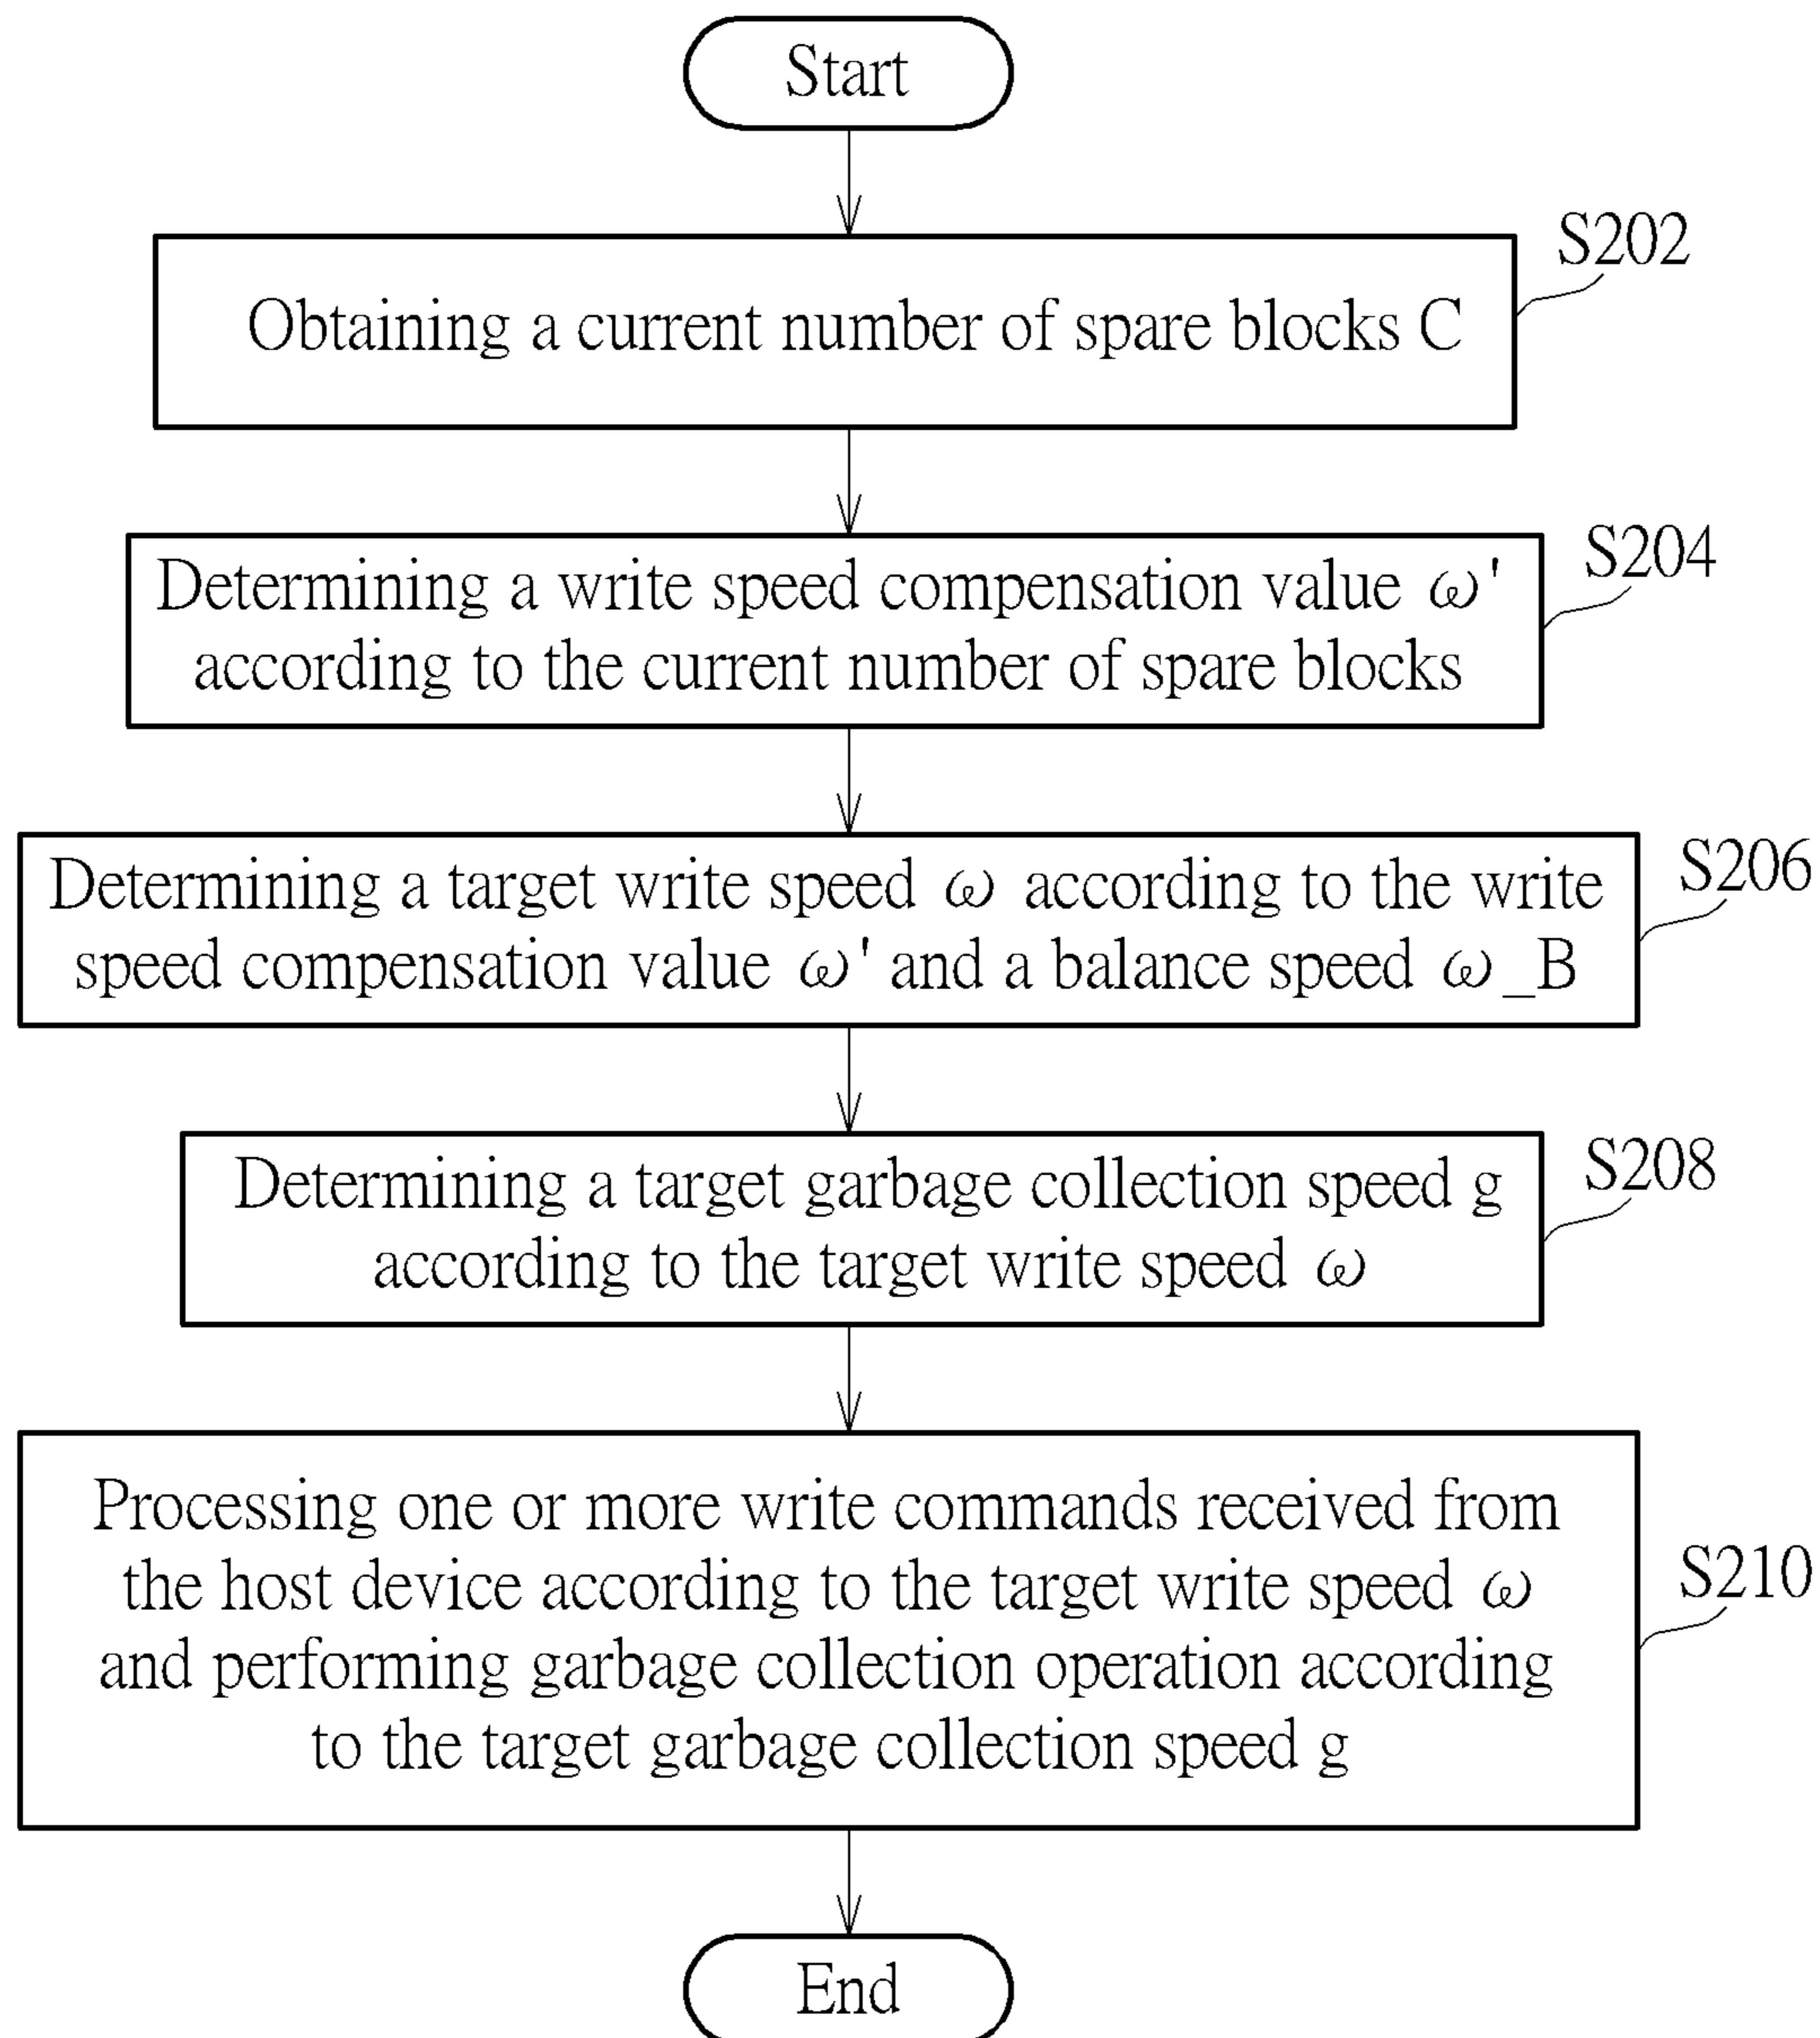 Start
S202
Obtaining a current number of spare blocks C
S204
Determining a write speed compensation value ω'
according to the current number of spare blocks
S206
Determining a target write speed ω according to the write
speed compensation value ω' and a balance speed ω_B
S208
Determining a target garbage collection speed g
according to the target write speed ω
Processing one or more write commands received from
the host device according to the target write speed ω
S210
and performing garbage collection operation according
to the target garbage collection speed g
End